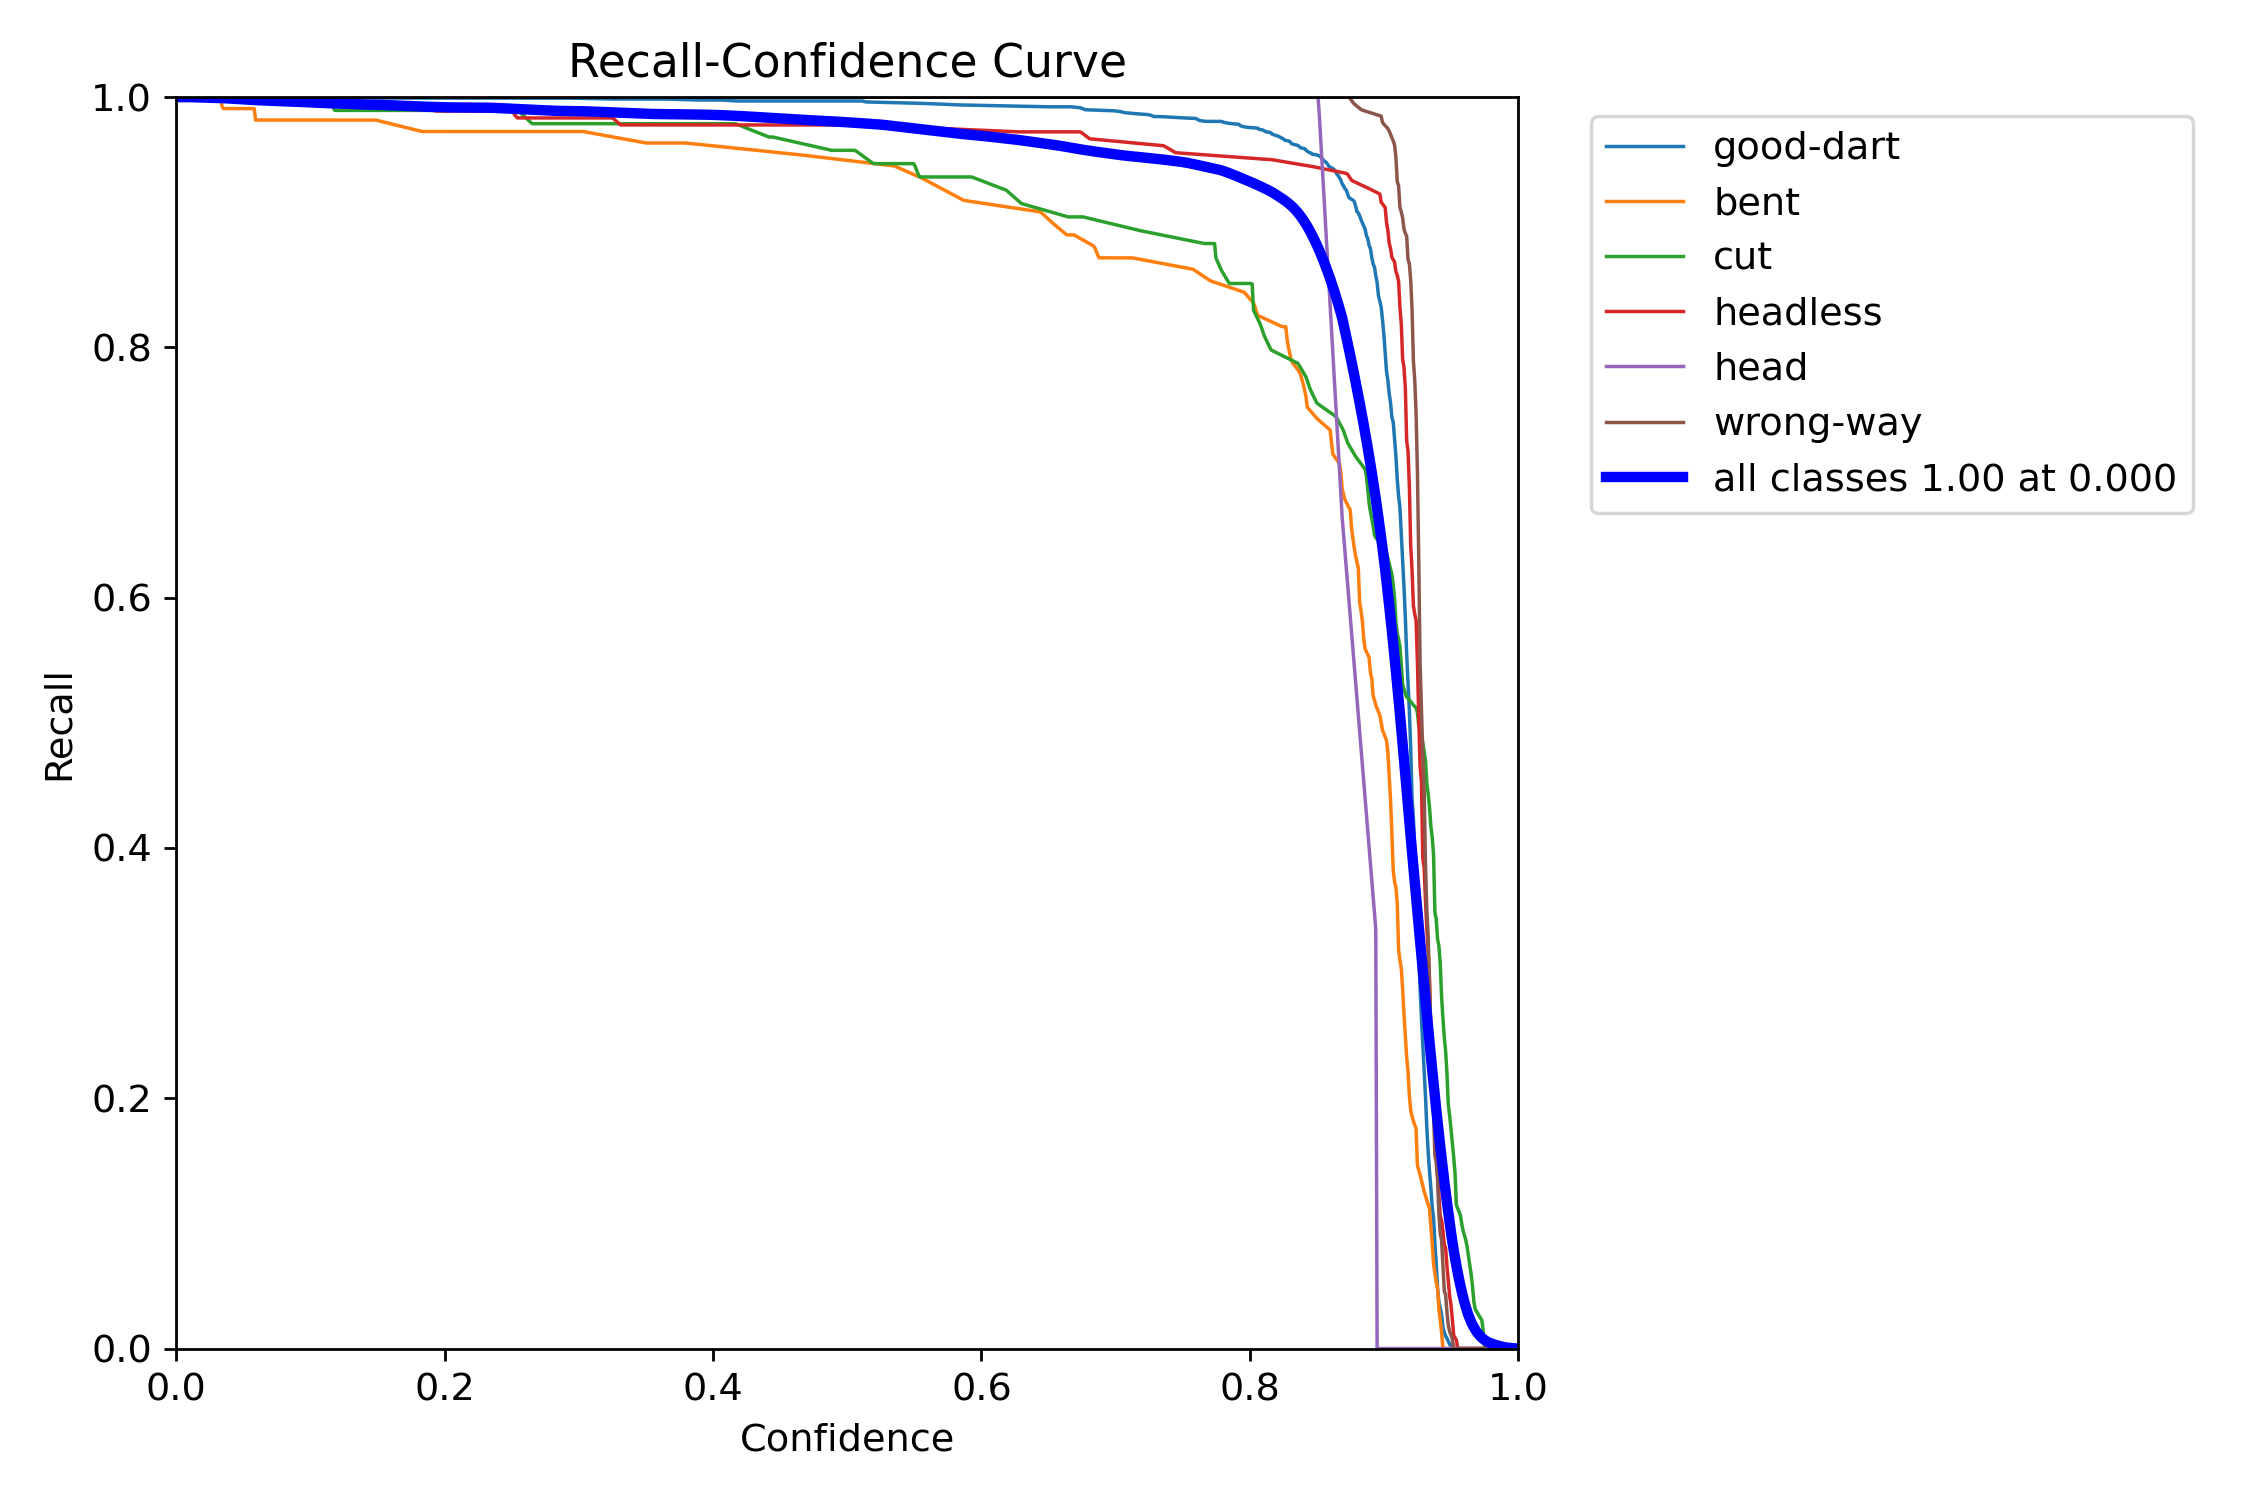 Recall-Confidence Curve
1.0
0.8
0.6
0.4
0.2
0.0
Recall
0.0 0.2 0.4 0.6 0.8 1.0
Confidence
good-dart
bent
cut
headless
head
wrong-way
all classes 1.00 at 0.000